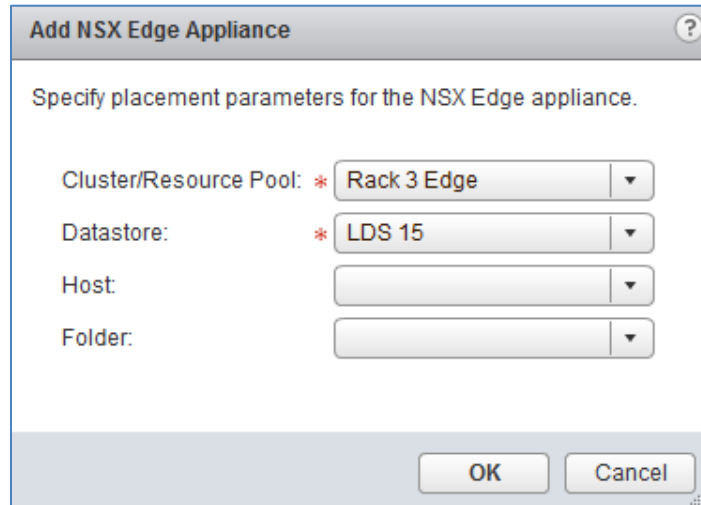 Add NSX Edge Appliance ?
Specify placement parameters for the NSX Edge appliance.
Cluster/Resource Pool: * Rack 3 Edge
Datastore: * LDS 15
Host:
Folder:
OK Cancel